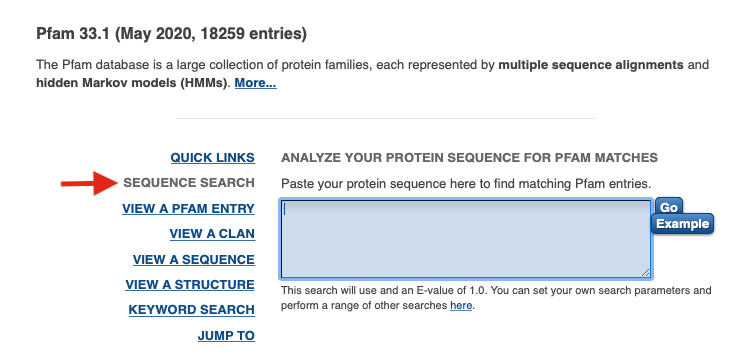 Pfam 33.1 (May 2020, 18259 entries)
The Pfam database is a large collection of protein families, each represented by multiple sequence alignments and
hidden Markov models (HMMs). More...
QUICK LINKS
SEQUENCE SEARCH
VIEW A PFAM ENTRY
VIEW A CLAN
VIEW A SEQUENCE
VIEW A STRUCTURE
KEYWORD SEARCH
JUMP TO
ANALYZE YOUR PROTEIN SEQUENCE FOR PFAM MATCHES
Paste your protein sequence here to find matching Pfam entries.
Go
Example
This search will use and an E-value of 1.0. You can set your own search parameters and
perform a range of other searches here.